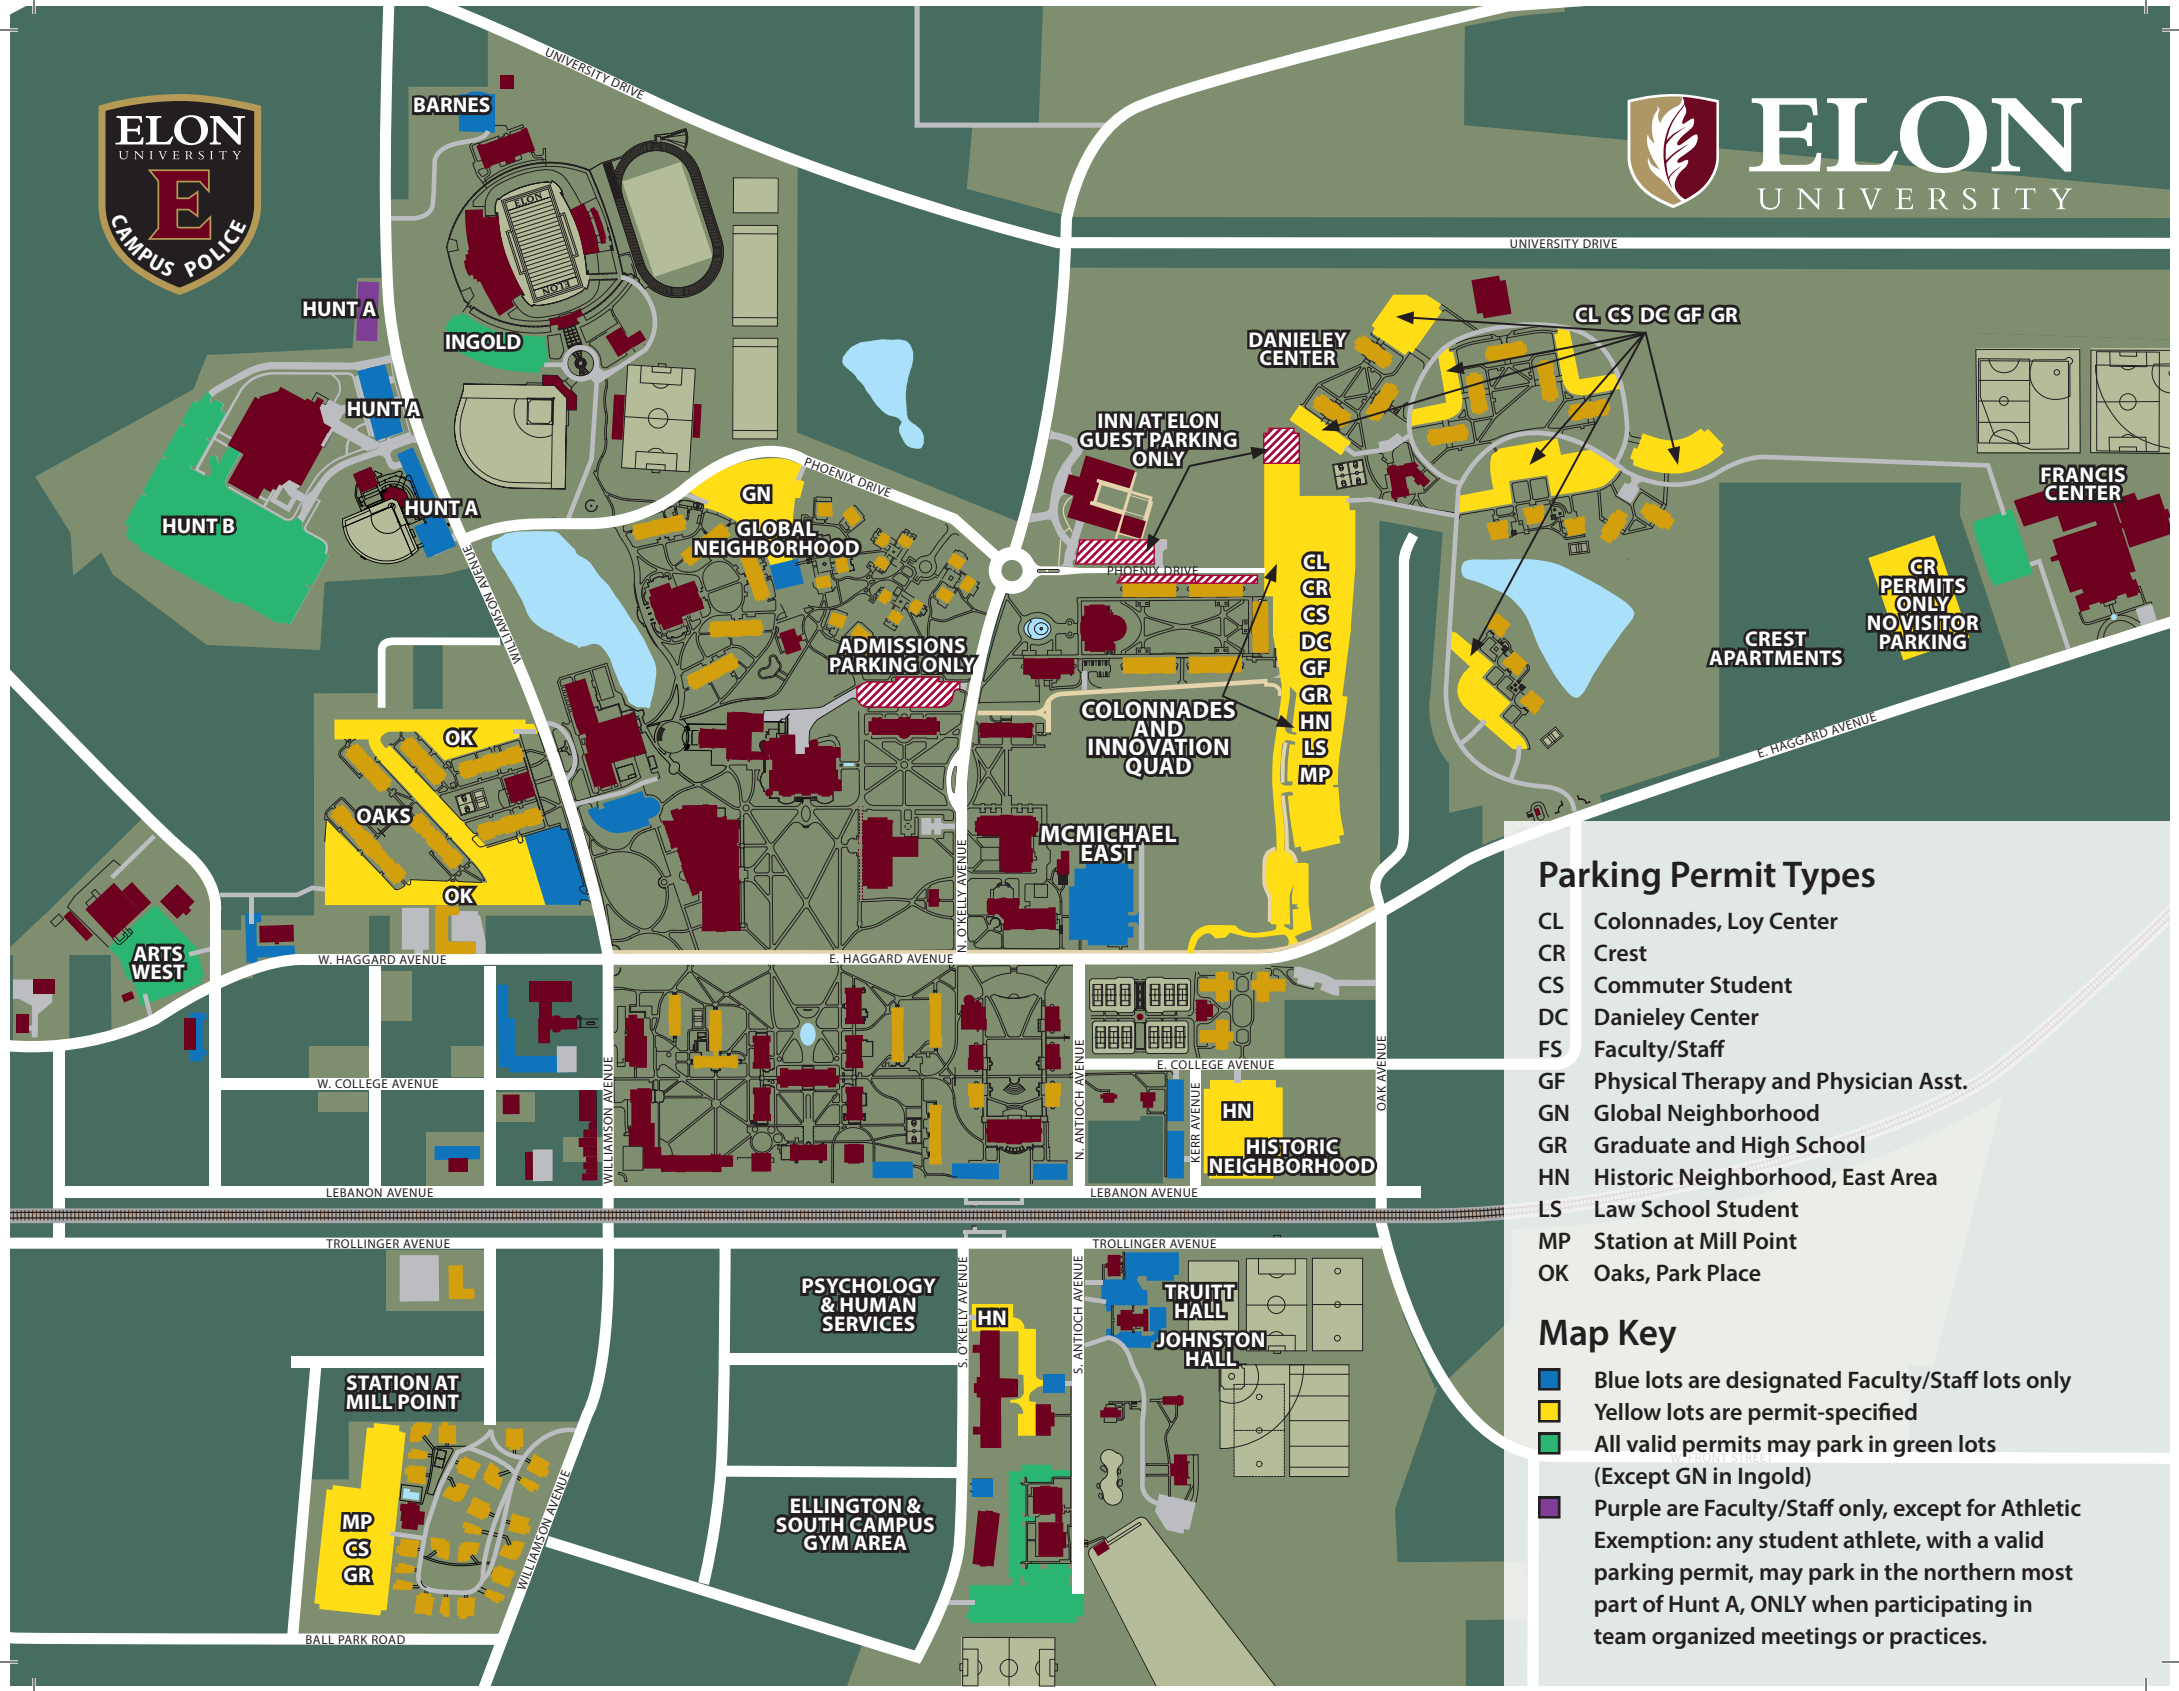 ELON
UNIVERSITY
E
CAMPUS POLICE
BARNES
UNIVERSITY DRIVE
ELON
UNIVERSITY
UNIVERSITY DRIVE
ELON
ELON
HUNT A
INGOLD
HUNT A
HUNT A
HUNT B
DANIELEY
CENTER
CL CS DC GF GR
INN AT ELON
GUEST PARKING
ONLY
PHOENIX DRIVE
GN
GLOBAL
NEIGHBORHOOD
FRANCIS
CENTER
CR
PERMITS
ONLY
NO VISITOR
PARKING
CREST
APARTMENTS
PHOENIX DRIVE
CL
CR
CS
DC
GF
GR
HN
LS
MP
WILLIAMSON AVENUE
ADMISSIONS
PARKING ONLY
COLONNADES
AND
INNOVATION
QUAD
E. HAGGARD AVENUE
OK
OAKS
OK
MCMICHAEL
EAST
N. O'KELLY AVENUE
ARTS
WEST
W. HAGGARD AVENUE
E. HAGGARD AVENUE
W. COLLEGE AVENUE
E. COLLEGE AVENUE
WILLIAMSON AVENUE
N. ANTIOCH AVENUE
KERR AVENUE
OAK AVENUE
HN
HISTORIC
NEIGHBORHOOD
LEBANON AVENUE
LEBANON AVENUE
TROLLINGER AVENUE
TROLLINGER AVENUE
PSYCHOLOGY
& HUMAN
SERVICES
S. O'KELLY AVENUE
HN
S. ANTIOCH AVENUE
TRUITT
HALL
JOHNSTON
HALL
STATION AT
MILL POINT
MP
CS
GR
WILLIAMSON AVENUE
ELLINGTON &
SOUTH CAMPUS
GYM AREA
BALL PARK ROAD
Parking Permit Types
CL Colonnades, Loy Center
CR Crest
CS Commuter Student
DC Danieley Center
FS Faculty/Staff
GF Physical Therapy and Physician Asst.
GN Global Neighborhood
GR Graduate and High School
HN Historic Neighborhood, East Area
LS Law School Student
MP Station at Mill Point
OK Oaks, Park Place
Map Key
Blue lots are designated Faculty/Staff lots only
Yellow lots are permit-specified
All valid permits may park in green lots
W. FRONT STREET
(Except GN in Ingold)
Purple are Faculty/Staff only, except for Athletic
Exemption: any student athlete, with a valid
parking permit, may park in the northern most
part of Hunt A, ONLY when participating in
team organized meetings or practices.